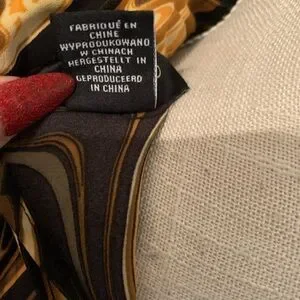 FABRIQUÉ EN
CHINE
WYPRODUKOWANO
W CHINACH
HERGESTELLT IN
CHINA
GEPRODUCEERD
IN CHINA